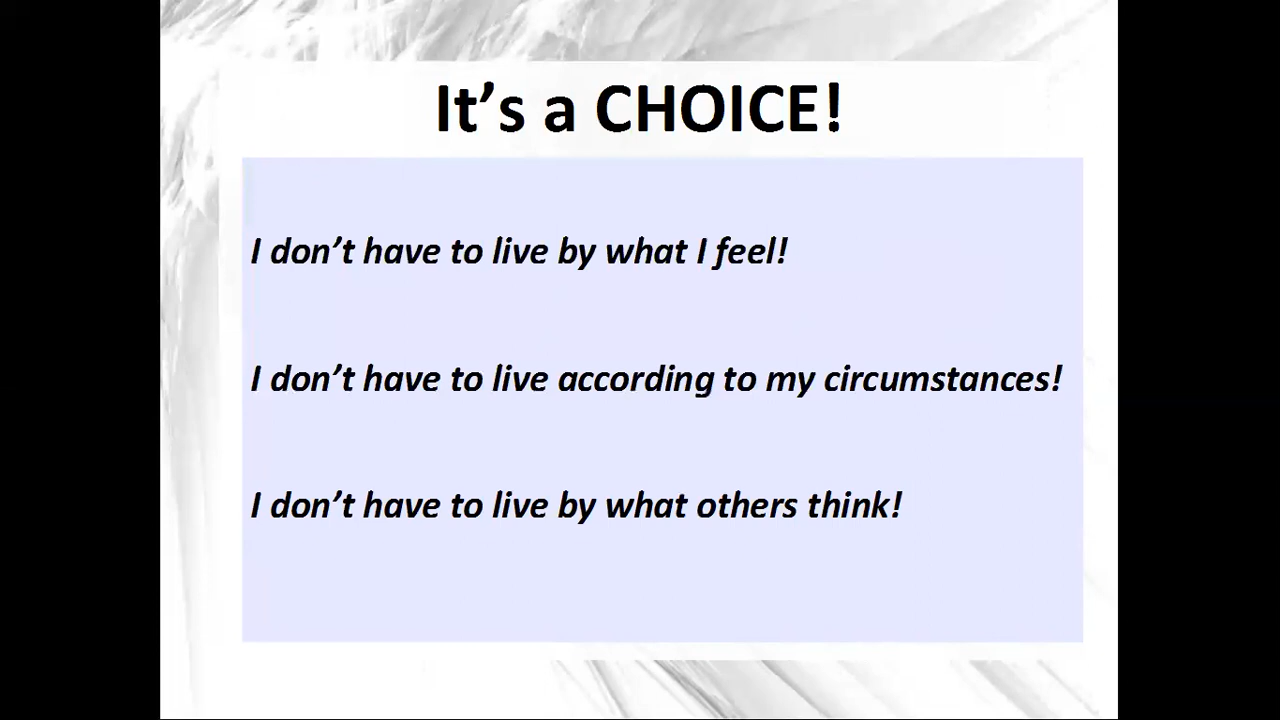 It’s a CHOICE!
I don’t have to live by what I feel!
I don’t have to live according to my circumstances!
I don’t have to live by what others think!